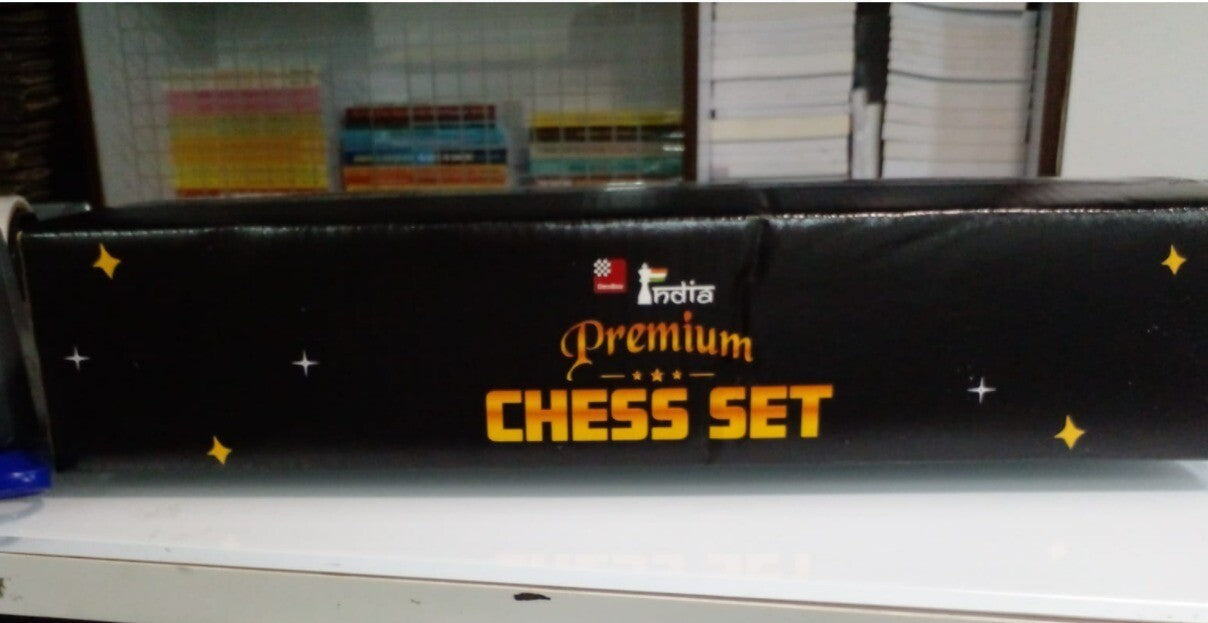 India
Premium
CHESS SET